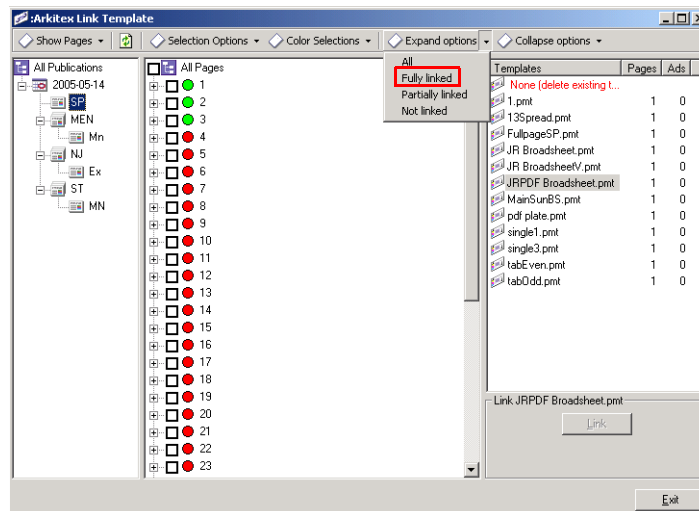 :Arkitex Link Template
Show Pages
Selection Options
Color Selections
Expand options
Collapse options
All
Fully linked
Partially linked
Not linked
All Publications
2005-05-14
SP
MEN
Mn
NJ
Ex
ST
MN
All Pages
1
2
3
4
5
6
7
8
9
10
11
12
13
14
15
16
17
18
19
20
21
22
23
Templates Pages Ads
None (delete existing t...
1.pmt 1 0
13Spread.pmt 1 0
FullpageSP.pmt 1 0
JR Broadsheet.pmt 1 0
JR BroadsheetV.pmt 1 0
JRPDF Broadsheet.pmt 1 0
MainSunBS.pmt 1 0
pdf plate.pmt 1 0
single1.pmt 1 0
single3.pmt 1 0
tabEven.pmt 1 0
tabOdd.pmt 1 0
Link JRPDF Broadsheet.pmt
Link
Exit